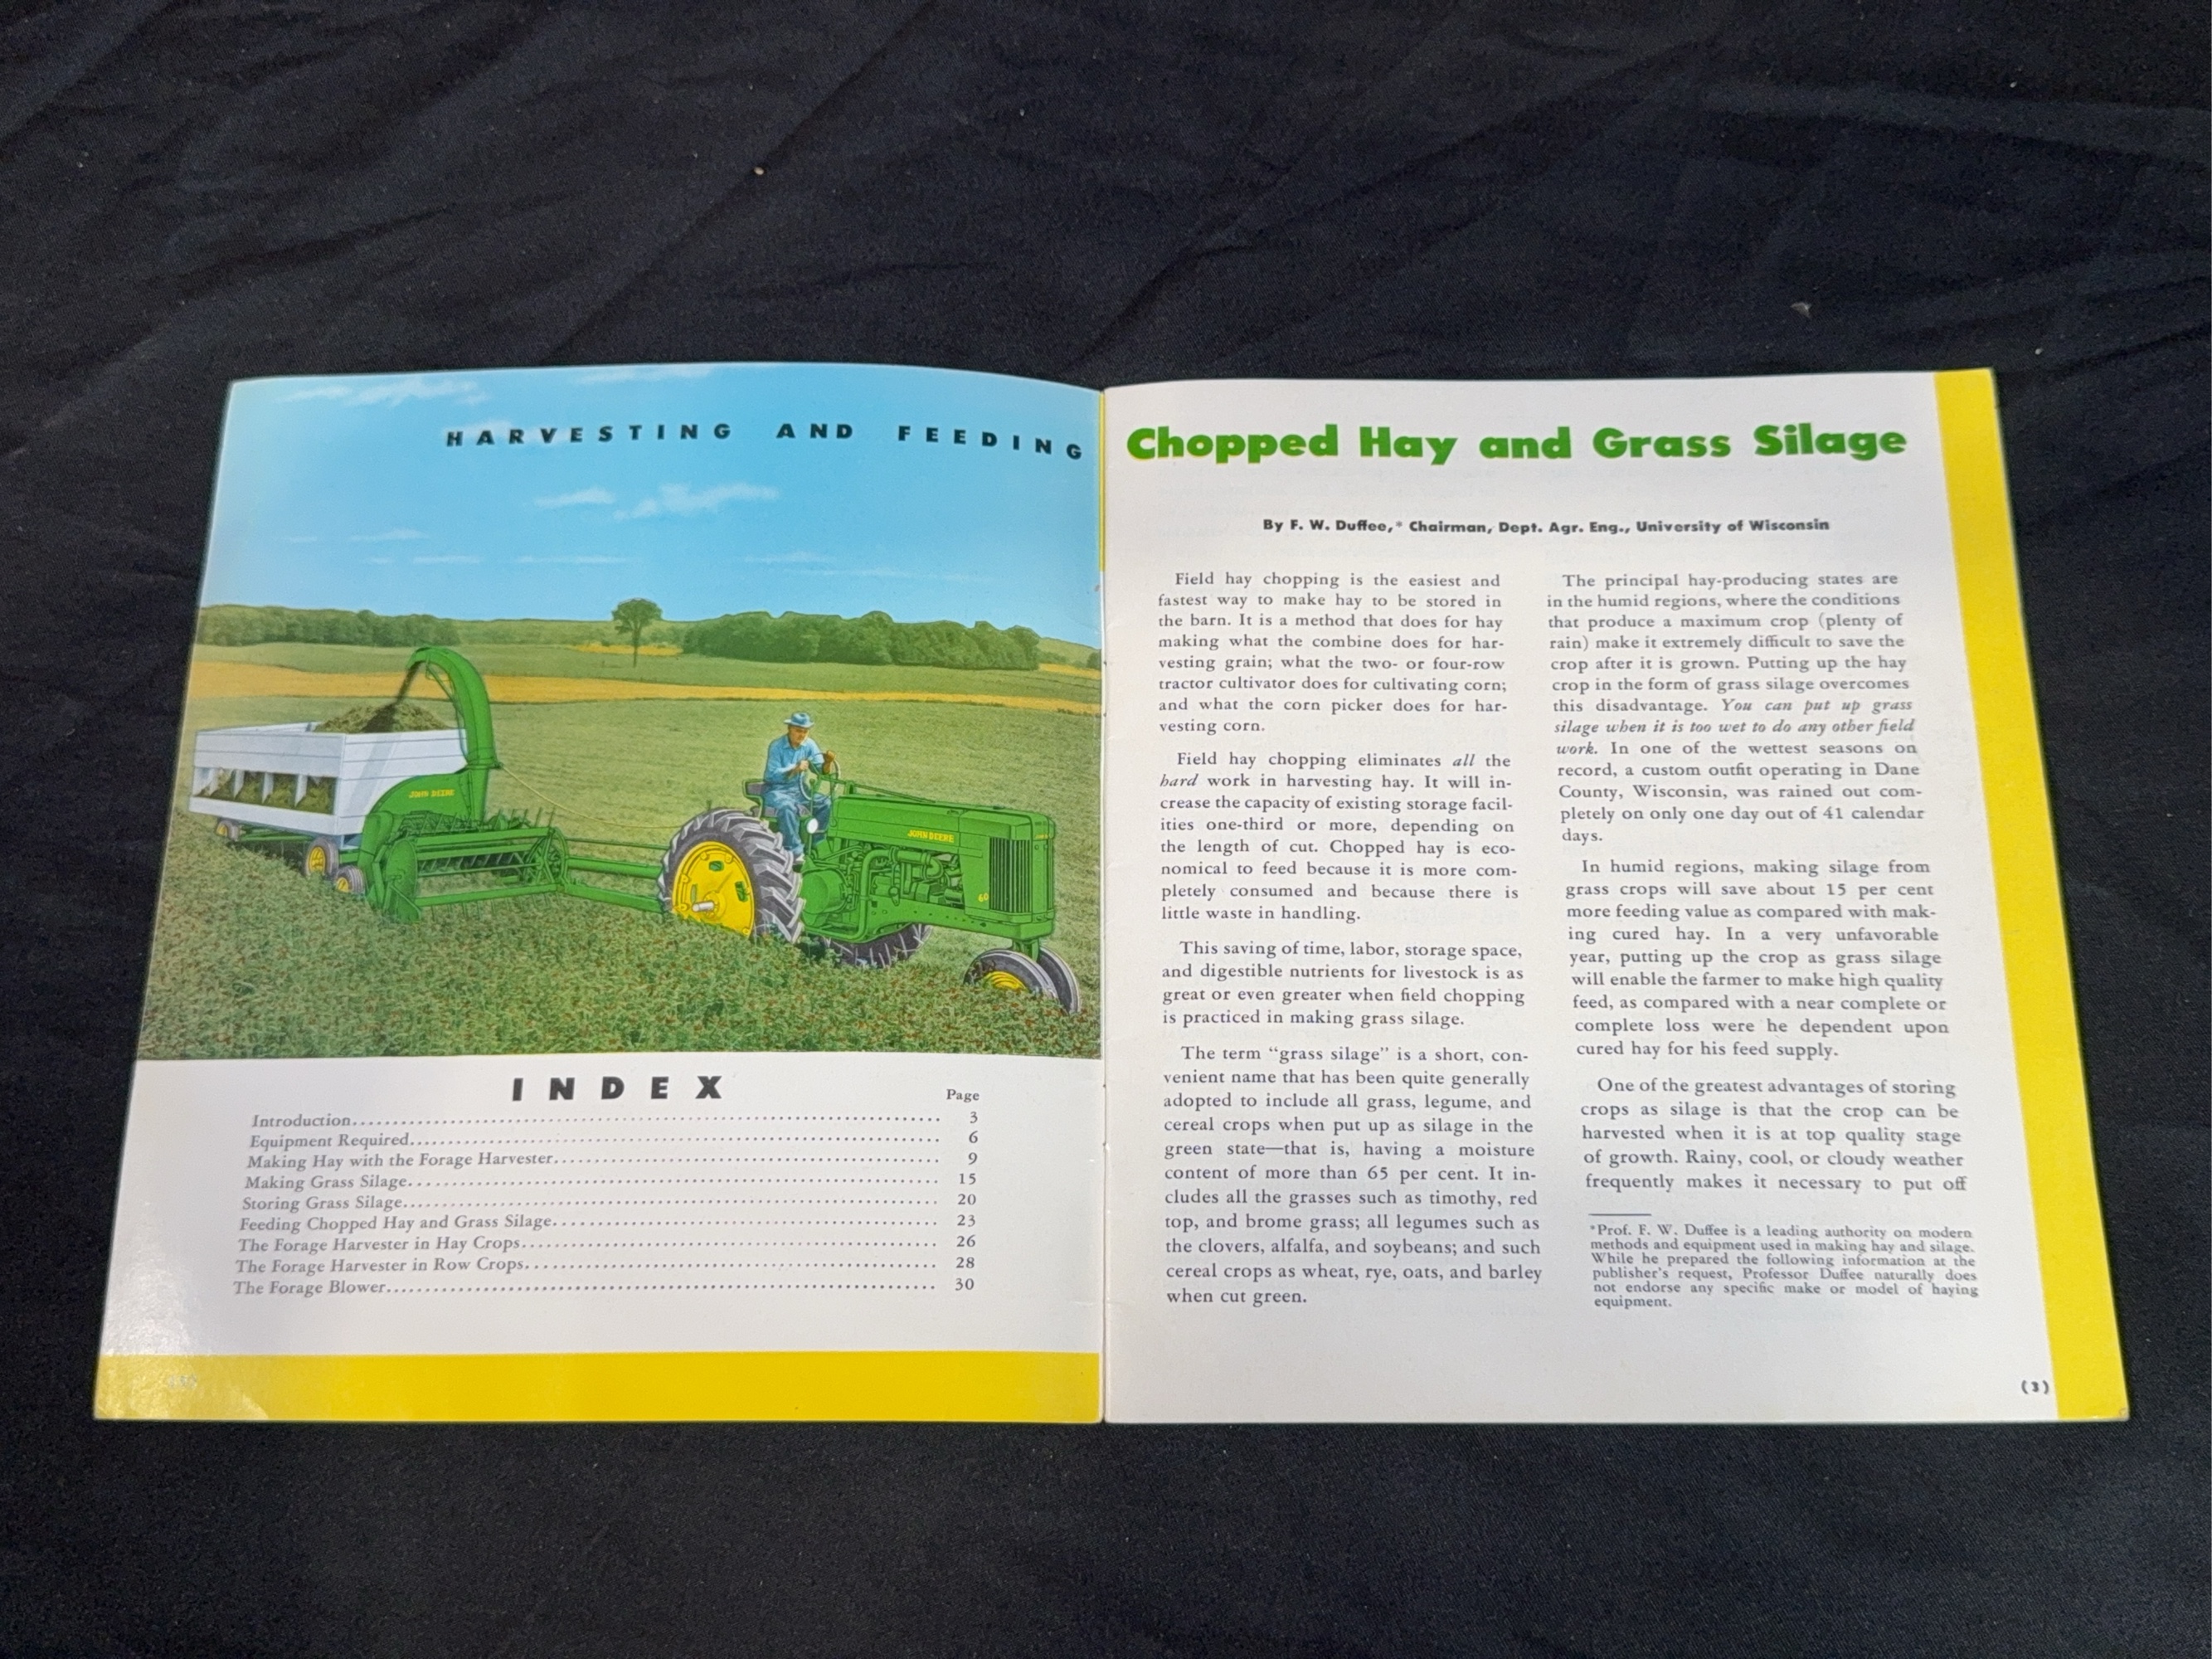 HARVESTING AND FEEDING
JOHN DEERE
JOHN DEERE
60
INDEX
Page
Introduction........ 3
Equipment Required........ 6
Making Hay with the Forage Harvester........ 9
Making Grass Silage........ 15
Storing Grass Silage........ 20
Feeding Chopped Hay and Grass Silage........ 23
The Forage Harvester in Hay Crops........ 26
The Forage Harvester in Row Crops........ 28
The Forage Blower........ 30
Chopped Hay and Grass Silage
By F. W. Duffee,* Chairman, Dept. Agr. Eng., University of Wisconsin
Field hay chopping is the easiest and
fastest way to make hay to be stored in
the barn. It is a method that does for hay
making what the combine does for har-
vesting grain; what the two- or four-row
tractor cultivator does for cultivating corn;
and what the corn picker does for har-
vesting corn.
Field hay chopping eliminates all the
hard work in harvesting hay. It will in-
crease the capacity of existing storage facil-
ities one-third or more, depending on
the length of cut. Chopped hay is eco-
nomical to feed because it is more com-
pletely consumed and because there is
little waste in handling.
This saving of time, labor, storage space,
and digestible nutrients for livestock is as
great or even greater when field chopping
is practiced in making grass silage.
The term “grass silage” is a short, con-
venient name that has been quite generally
adopted to include all grass, legume, and
cereal crops when put up as silage in the
green state—that is, having a moisture
content of more than 65 per cent. It in-
cludes all the grasses such as timothy, red
top, and brome grass; all legumes such as
the clovers, alfalfa, and soybeans; and such
cereal crops as wheat, rye, oats, and barley
when cut green.
The principal hay-producing states are
in the humid regions, where the conditions
that produce a maximum crop (plenty of
rain) make it extremely difficult to save the
crop after it is grown. Putting up the hay
crop in the form of grass silage overcomes
this disadvantage. You can put up grass
silage when it is too wet to do any other field
work. In one of the wettest seasons on
record, a custom outfit operating in Dane
County, Wisconsin, was rained out com-
pletely on only one day out of 41 calendar
days.
In humid regions, making silage from
grass crops will save about 15 per cent
more feeding value as compared with mak-
ing cured hay. In a very unfavorable
year, putting up the crop as grass silage
will enable the farmer to make high quality
feed, as compared with a near complete or
complete loss were he dependent upon
cured hay for his feed supply.
One of the greatest advantages of storing
crops as silage is that the crop can be
harvested when it is at top quality stage
of growth. Rainy, cool, or cloudy weather
frequently makes it necessary to put off
*Prof. F. W. Duffee is a leading authority on modern
methods and equipment used in making hay and silage.
While he prepared the following information at the
publisher's request, Professor Duffee naturally does
not endorse any specific make or model of haying
equipment.
(3)